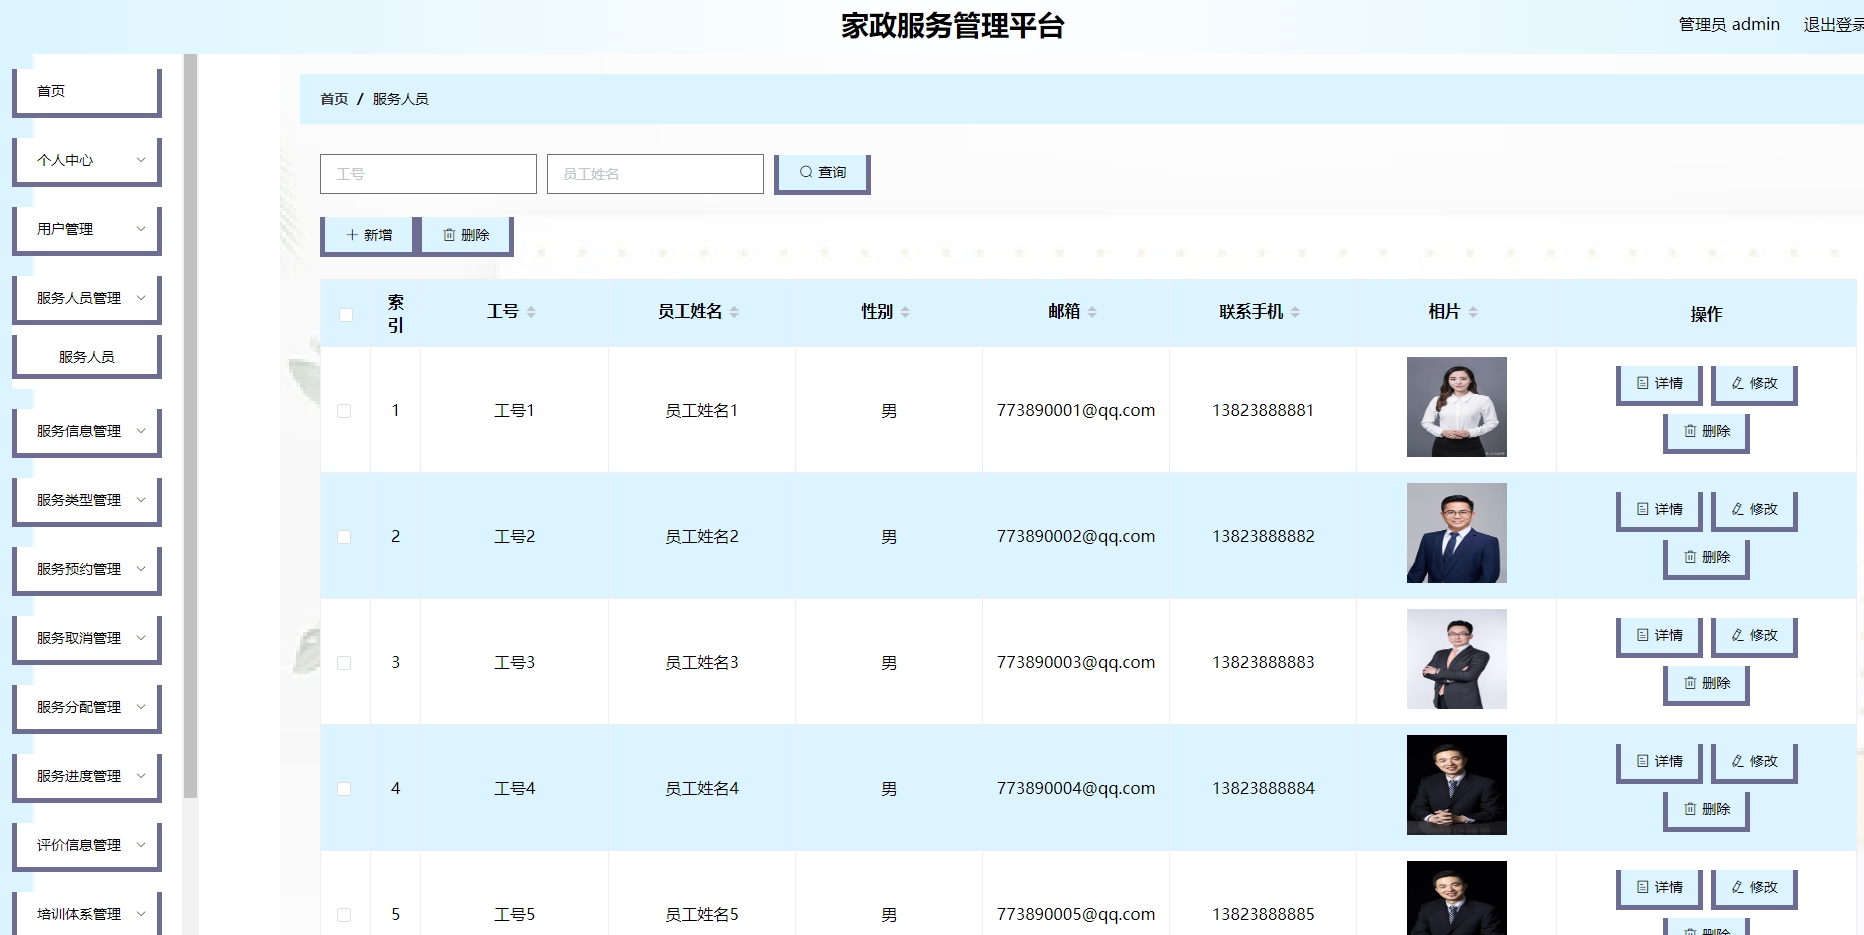 家政服务管理平台
管理员 admin 退出登录
首页
个人中心
用户管理
服务人员管理
服务人员
服务信息管理
服务类型管理
服务预约管理
服务取消管理
服务分配管理
服务进度管理
评价信息管理
培训体系管理
首页 / 服务人员
工号 员工姓名 查询
新增 删除
索引 工号 员工姓名 性别 邮箱 联系手机 相片 操作
1 工号1 员工姓名1 男 773890001@qq.com 13823888881 详情 修改
删除
2 工号2 员工姓名2 男 773890002@qq.com 13823888882 详情 修改
删除
3 工号3 员工姓名3 男 773890003@qq.com 13823888883 详情 修改
删除
4 工号4 员工姓名4 男 773890004@qq.com 13823888884 详情 修改
删除
5 工号5 员工姓名5 男 773890005@qq.com 13823888885 详情 修改
删除